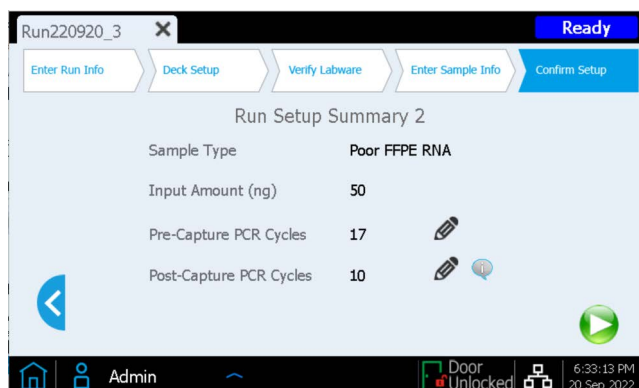 Run220920_3
Ready
Enter Run Info
Deck Setup
Verify Labware
Enter Sample Info
Confirm Setup
Run Setup Summary 2
Sample Type Poor FFPE RNA
Input Amount (ng) 50
Pre-Capture PCR Cycles 17
Post-Capture PCR Cycles 10
Admin
Door
Unlocked
6:33:13 PM
20 Sep 2022